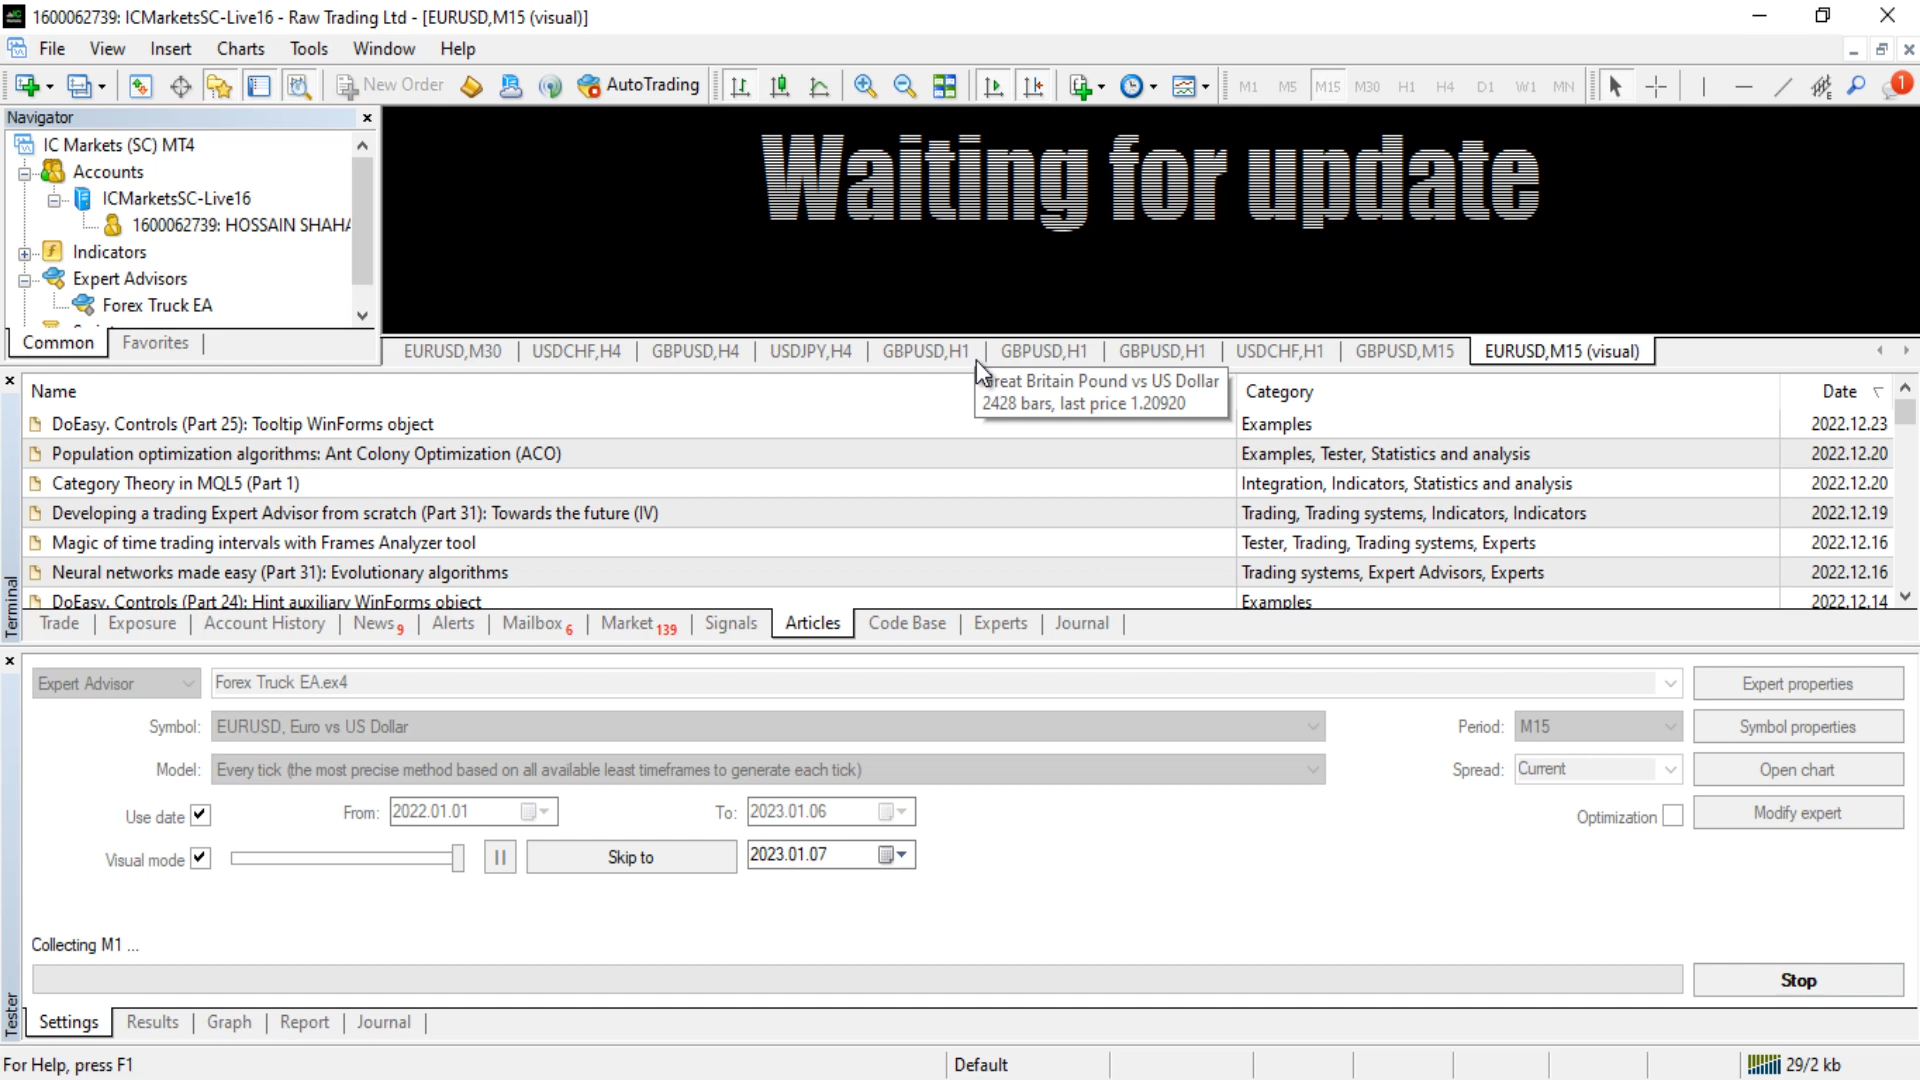 1600062739: ICMarketsSC-Live16 - Raw Trading Ltd - [EURUSD,M15 (visual)]
File View Insert Charts Tools Window Help
New Order AutoTrading M1 M5 M15 M30 H1 H4 D1 W1 MN 1
Navigator
IC Markets (SC) MT4
Accounts
ICMarketsSC-Live16
1600062739: HOSSAIN SHAHA
Indicators
Expert Advisors
Forex Truck EA
Common Favorites
Waiting for update
EURUSD,M30 USDCHF,H4 GBPUSD,H4 USDJPY,H4 GBPUSD,H1 GBPUSD,H1 GBPUSD,H1 USDCHF,H1 GBPUSD,M15 EURUSD,M15 (visual)
Great Britain Pound vs US Dollar
2428 bars, last price 1.20920
Name Category Date
DoEasy. Controls (Part 25): Tooltip WinForms object Examples 2022.12.23
Population optimization algorithms: Ant Colony Optimization (ACO) Examples, Tester, Statistics and analysis 2022.12.20
Category Theory in MQL5 (Part 1) Integration, Indicators, Statistics and analysis 2022.12.20
Developing a trading Expert Advisor from scratch (Part 31): Towards the future (IV) Trading, Trading systems, Indicators, Indicators 2022.12.19
Magic of time trading intervals with Frames Analyzer tool Tester, Trading, Trading systems, Experts 2022.12.16
Neural networks made easy (Part 31): Evolutionary algorithms Trading systems, Expert Advisors, Experts 2022.12.16
DoEasy. Controls (Part 24): Hint auxiliary WinForms object Examples 2022.12.14
Terminal
Trade Exposure Account History News 9 Alerts Mailbox 6 Market 139 Signals Articles Code Base Experts Journal
Expert Advisor Forex Truck EA.ex4 Expert properties
Symbol: EURUSD, Euro vs US Dollar Period: M15 Symbol properties
Model: Every tick (the most precise method based on all available least timeframes to generate each tick) Spread: Current Open chart
Use date From: 2022.01.01 To: 2023.01.06 Optimization Modify expert
Visual mode Skip to 2023.01.07
Collecting M1 ...
Stop
Tester
Settings Results Graph Report Journal
For Help, press F1 Default 29/2 kb